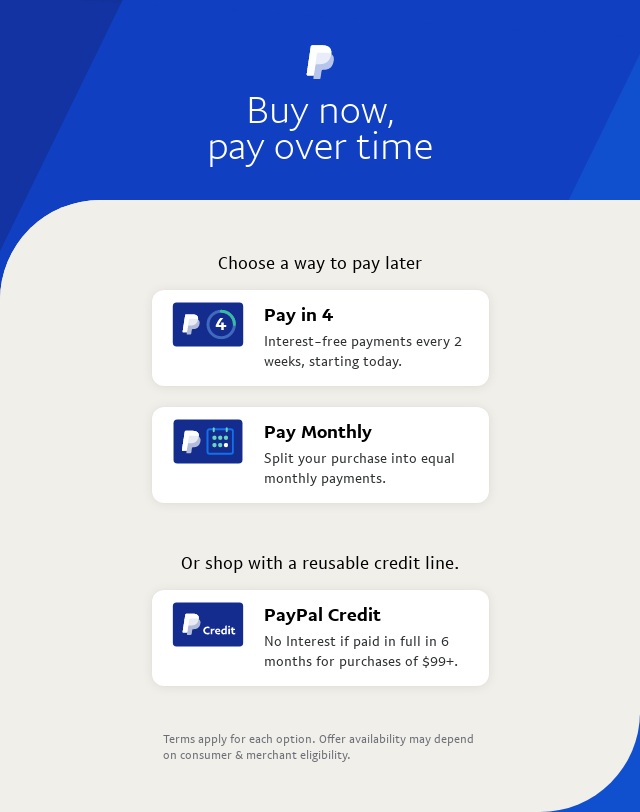 Buy now,
pay over time
Choose a way to pay later
4
Pay in 4
Interest-free payments every 2
weeks, starting today.
Pay Monthly
Split your purchase into equal
monthly payments.
Or shop with a reusable credit line.
Credit
PayPal Credit
No Interest if paid in full in 6
months for purchases of $99+.
Terms apply for each option. Offer availability may depend
on consumer & merchant eligibility.